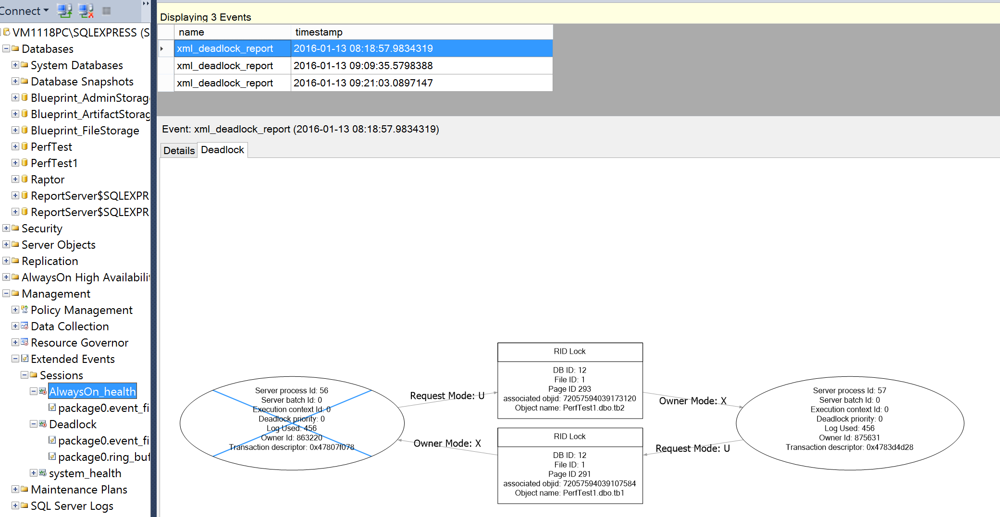 Connect
VM1118PC\SQLEXPRESS (S
Databases
System Databases
Database Snapshots
Blueprint_AdminStorage
Blueprint_ArtifactStorag
Blueprint_FileStorage
PerfTest
PerfTest1
Raptor
ReportServer$SQLEXPR
ReportServer$SQLEXPR
Security
Server Objects
Replication
AlwaysOn High Availabilit
Management
Policy Management
Data Collection
Resource Governor
Extended Events
Sessions
AlwaysOn_health
package0.event_fi
Deadlock
package0.event_fi
package0.ring_buf
system_health
Maintenance Plans
SQL Server Logs
Displaying 3 Events
name timestamp
xml_deadlock_report 2016-01-13 08:18:57.9834319
xml_deadlock_report 2016-01-13 09:09:35.5798388
xml_deadlock_report 2016-01-13 09:21:03.0897147
Event: xml_deadlock_report (2016-01-13 08:18:57.9834319)
Details Deadlock
Server process Id: 56
Server batch Id: 0
Execution context Id: 0
Deadlock priority: 0
Log Used: 456
Owner Id: 863220
Transaction descriptor: 0x47807f078
Request Mode: U
Owner Mode: X
RID Lock
DB ID: 12
File ID: 1
Page ID 293
associated objid: 72057594039173120
Object name: PerfTest1.dbo.tb2
RID Lock
DB ID: 12
File ID: 1
Page ID 291
associated objid: 72057594039107584
Object name: PerfTest1.dbo.tb1
Owner Mode: X
Request Mode: U
Server process Id: 57
Server batch Id: 0
Execution context Id: 0
Deadlock priority: 0
Log Used: 456
Owner Id: 875631
Transaction descriptor: 0x4783d4d28